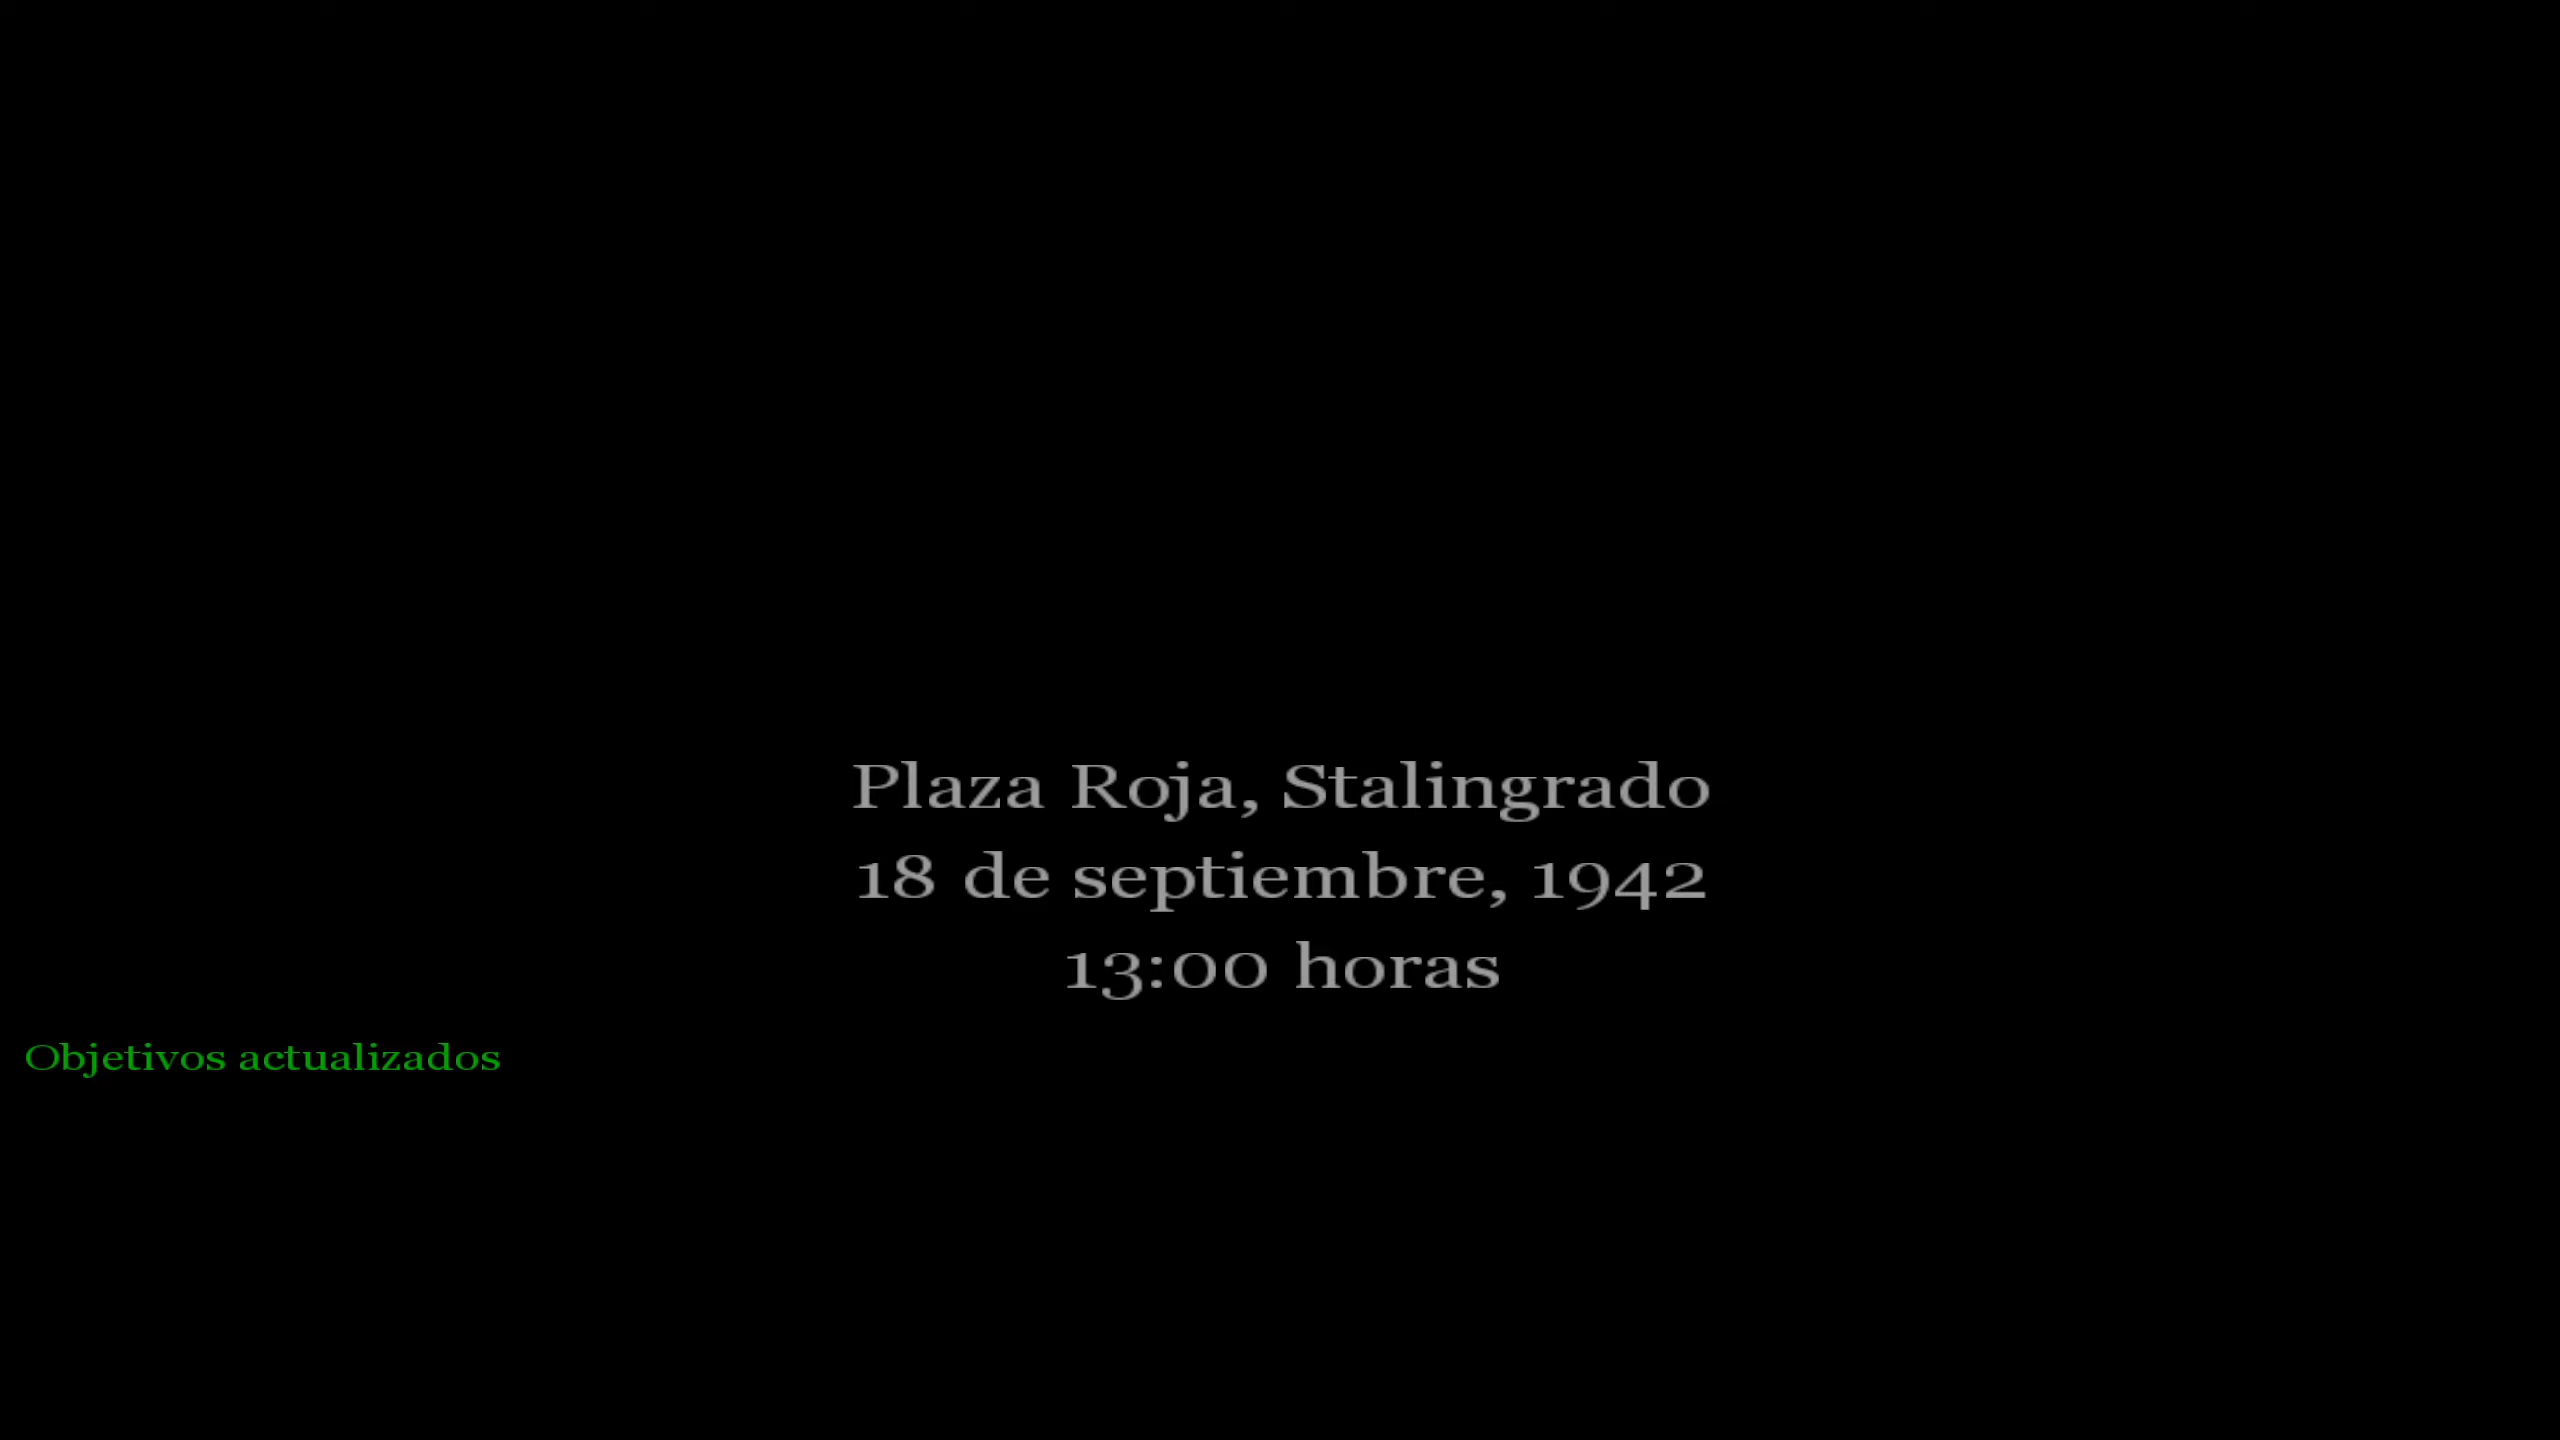 Plaza Roja, Stalingrado
18 de septiembre, 1942
13:00 horas
Objetivos actualizados